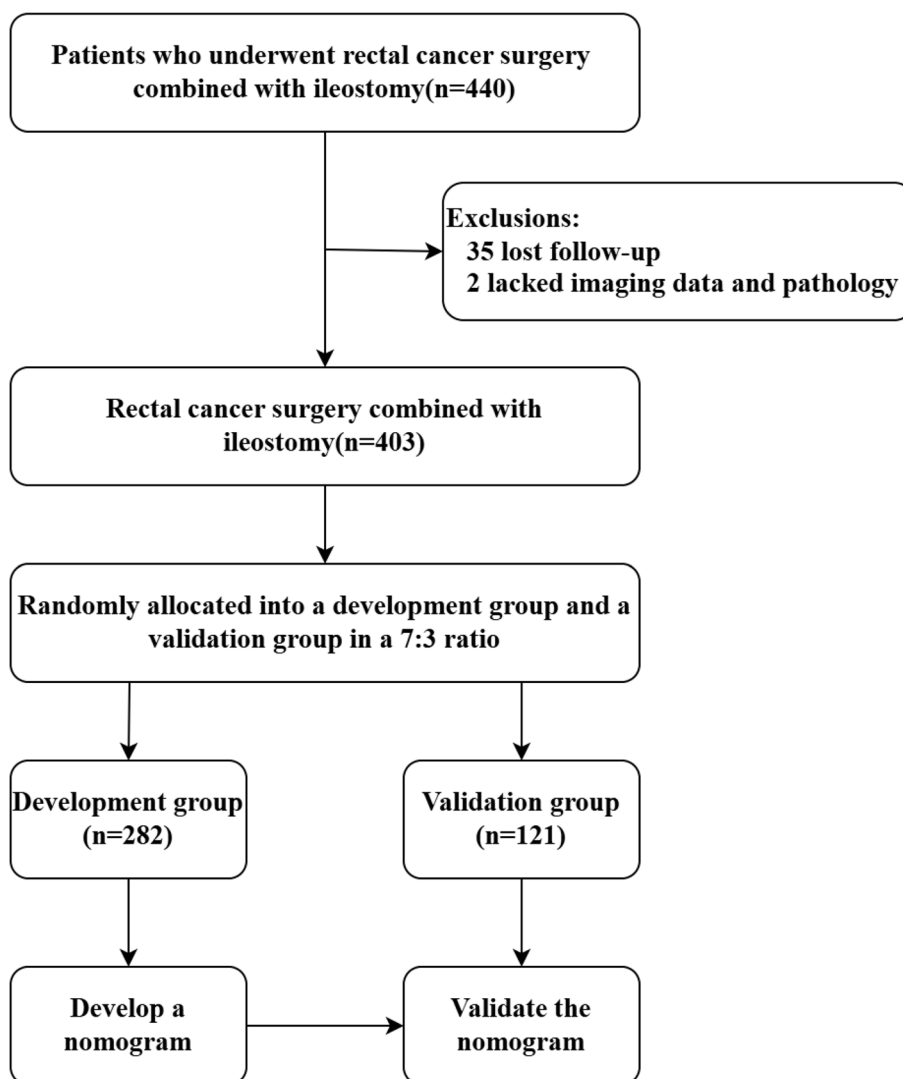 Patients who underwent rectal cancer surgery
combined with ileostomy(n=440)
Exclusions:
35 lost follow-up
2 lacked imaging data and pathology
Rectal cancer surgery combined with
ileostomy(n=403)
Randomly allocated into a development group and a
validation group in a 7:3 ratio
Development group
(n=282)
Validation group
(n=121)
Develop a
nomogram
Validate the
nomogram